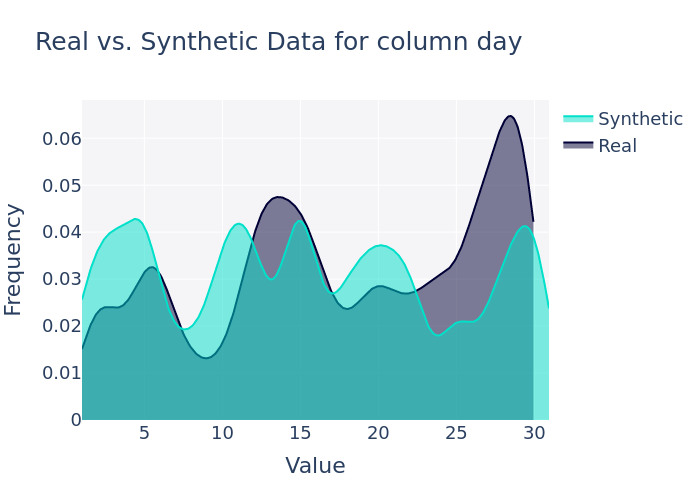 Real vs. Synthetic Data for column day
Synthetic
Real
Frequency
0.06
0.05
0.04
0.03
0.02
0.01
0
5 10 15 20 25 30
Value